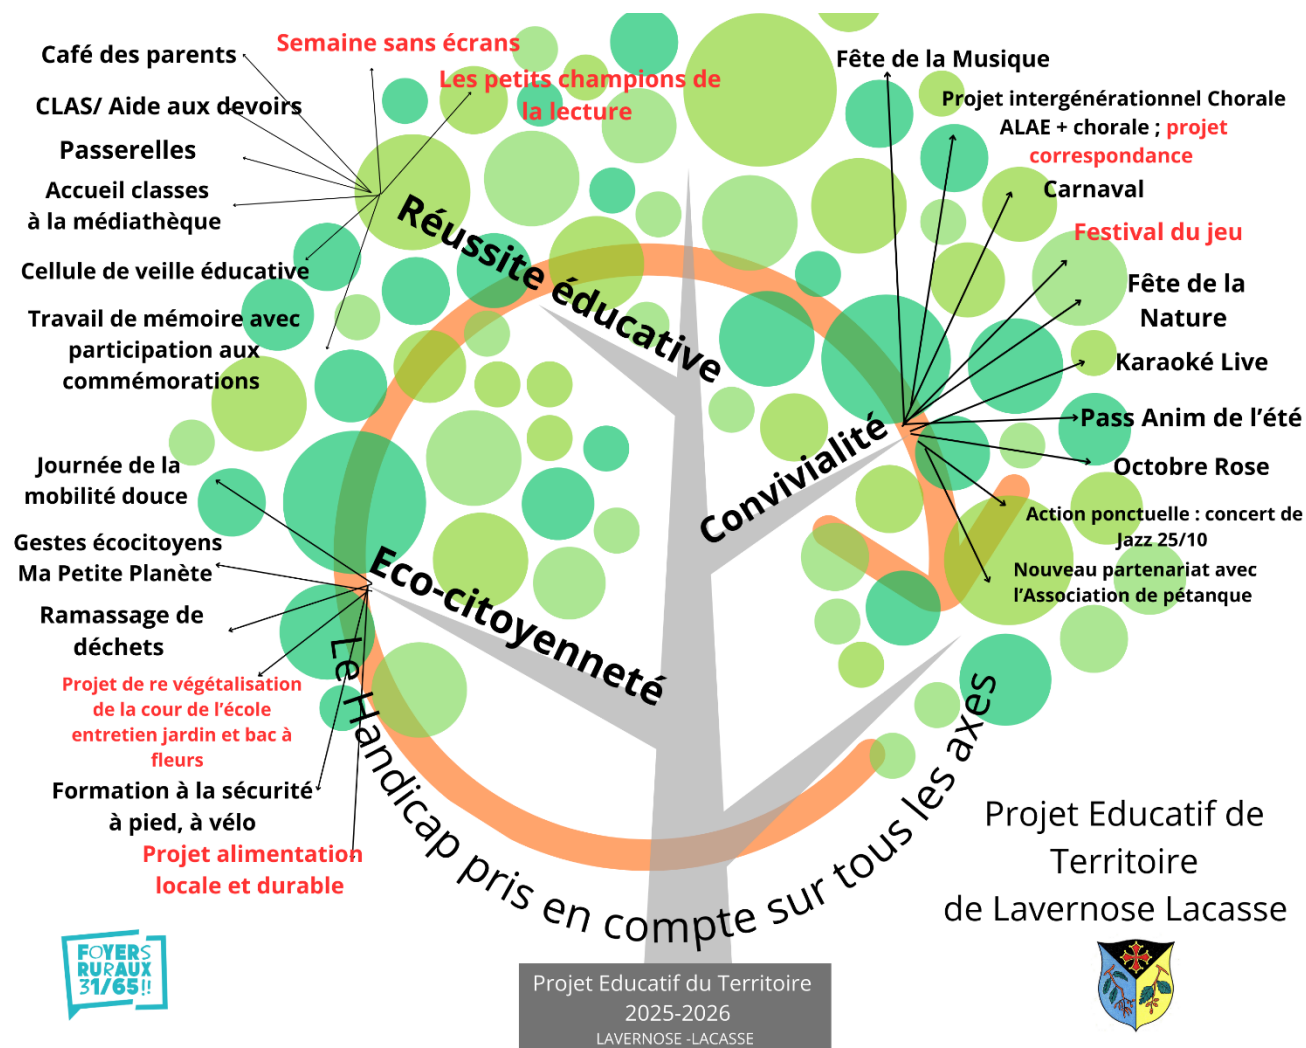 Café des parents
Semaine sans écrans
Les petits champions de
la lecture
CLAS/ Aide aux devoirs
Passerelles
Accueil classes
à la médiathèque
Cellule de veille éducative
Travail de mémoire avec
participation aux
commémorations
Réussite éducative
Fête de la Musique
Projet intergénérationnel Chorale
ALAE + chorale ; projet
correspondance
Carnaval
Festival du jeu
Fête de la
Nature
Karaoké Live
Pass Anim de l’été
Octobre Rose
Action ponctuelle : concert de
Jazz 25/10
Nouveau partenariat avec
l’Association de pétanque
Convivialité
Journée de la
mobilité douce
Gestes écocitoyens
Ma Petite Planète
Ramassage de
déchets
Projet de re végétalisation
de la cour de l’école
entretien jardin et bac à
fleurs
Formation à la sécurité
à pied, à vélo
Projet alimentation
locale et durable
Eco-citoyenneté
Le Handicap pris en compte sur tous les axes
Projet Educatif de
Territoire
de Lavernose Lacasse
FOYERS
RURAUX
31/65!!
Projet Educatif du Territoire
2025-2026
LAVERNOSE -LACASSE